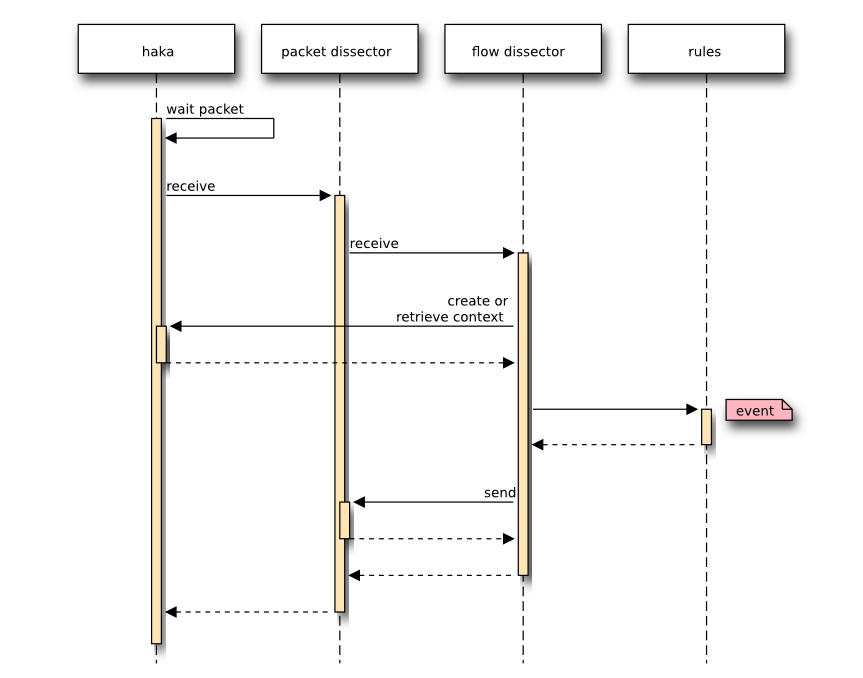 haka
packet dissector
flow dissector
rules
wait packet
receive
receive
create or
retrieve context
event
send